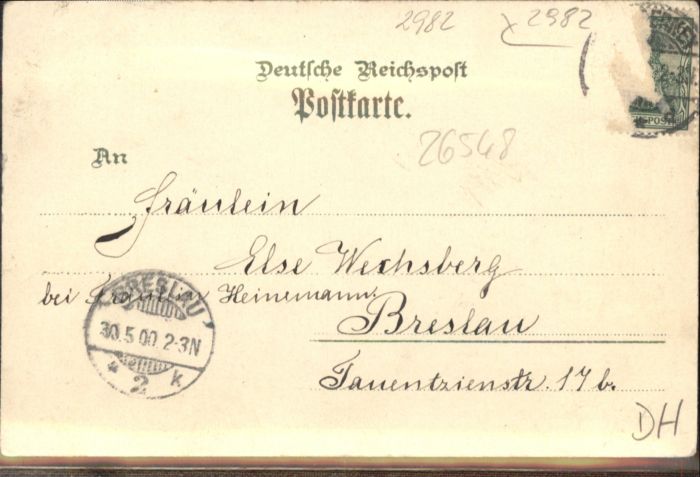 2982
2982
Deutsche Reichspost
Postkarte.
26548
An
Fräulein
Else Wechsberg
bei Fräulein Heinemann.
Breslau
Tauentzienstr. 17 b.
BRESLAU
30.5.00.2-3N
* 2 k
DH